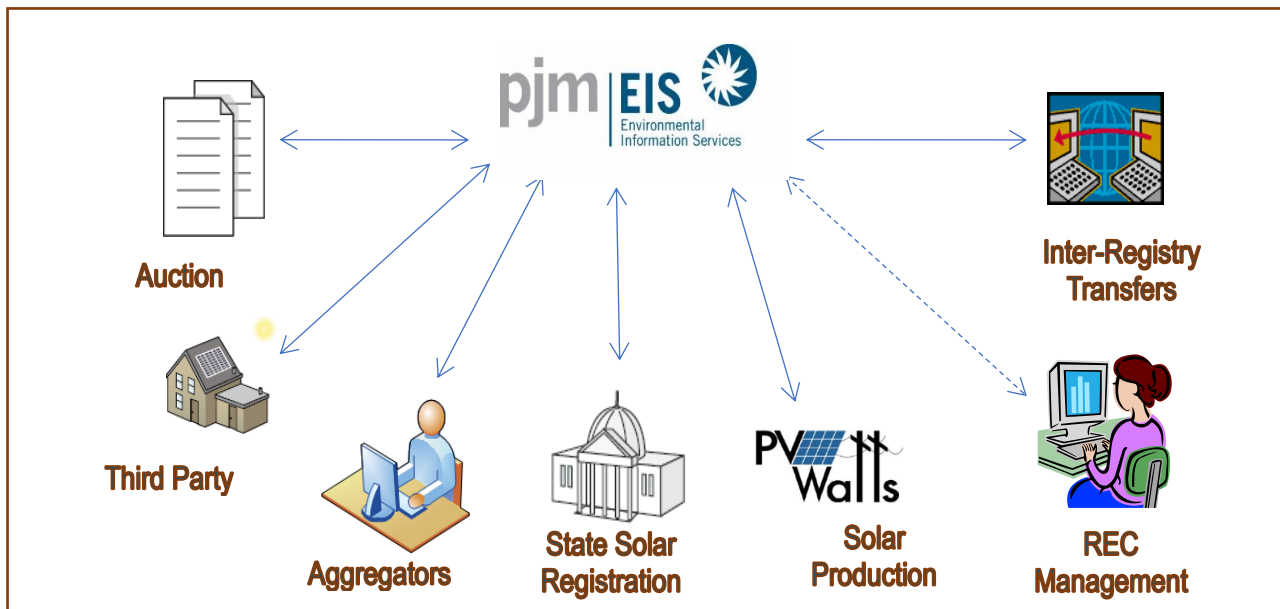 pjm
EIS
Environmental
Information Services
Auction
Inter-Registry
Transfers
Third Party
Aggregators
State Solar
Registration
PV
Watts
Solar
Production
REC
Management